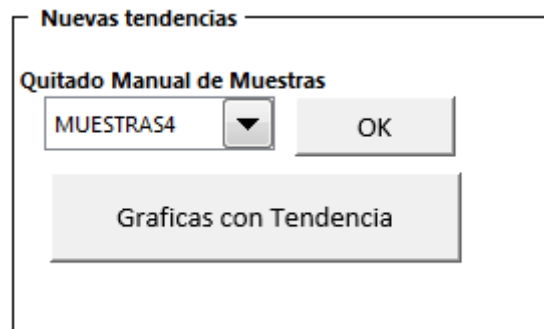 Nuevas tendencias
Quitado Manual de Muestras
MUESTRAS4
OK
Graficas con Tendencia